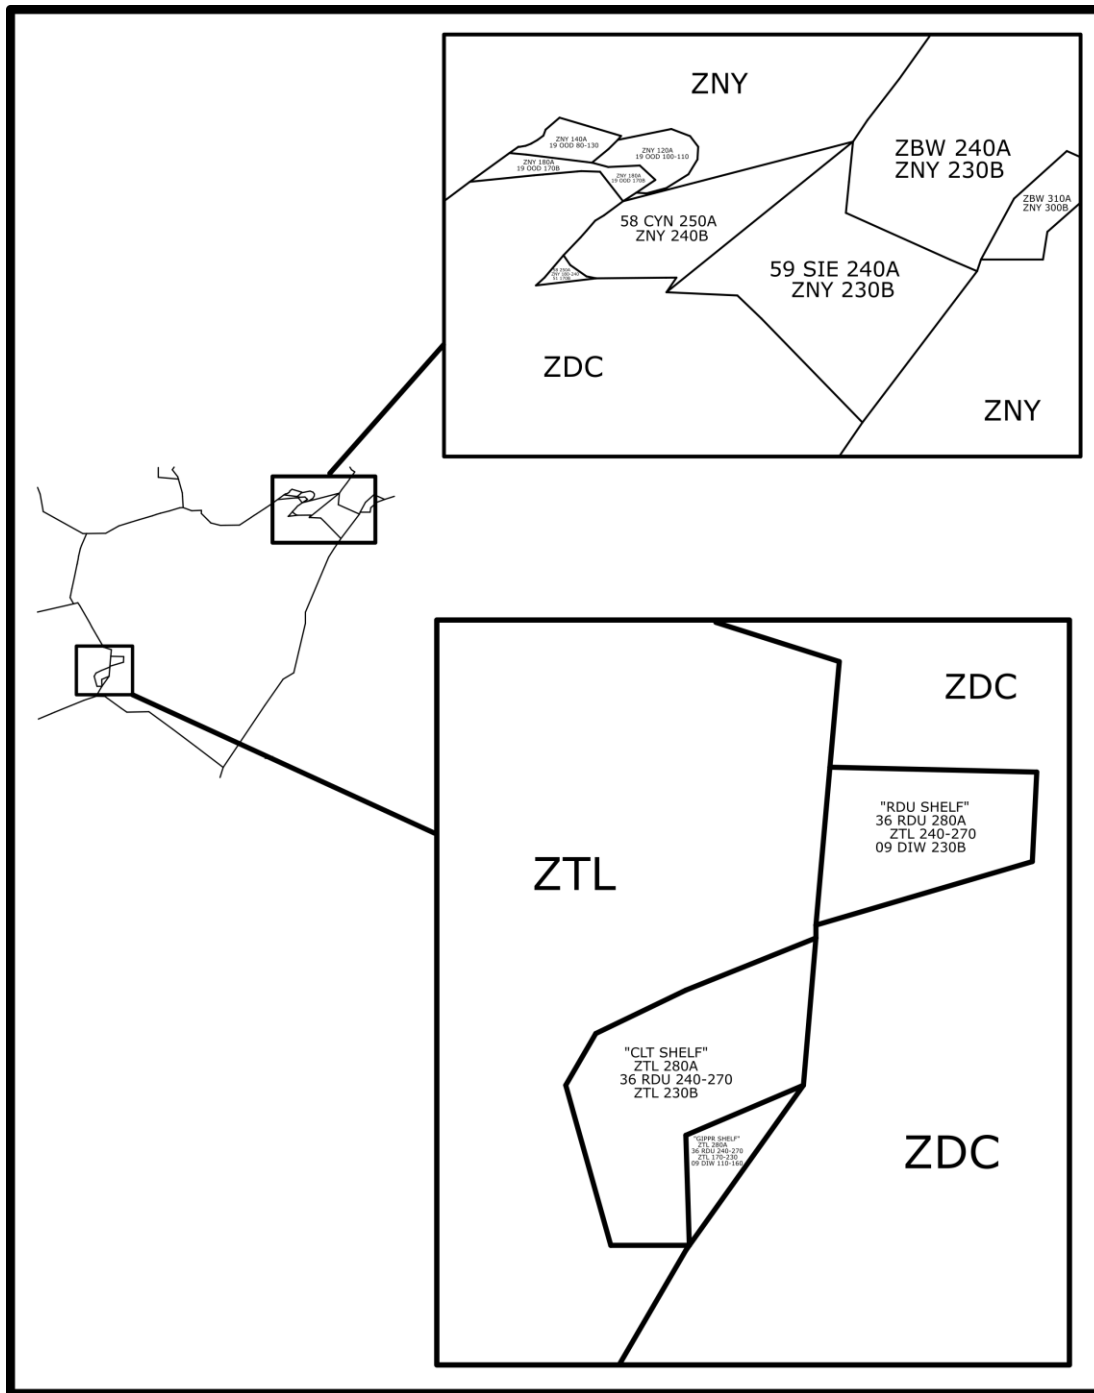 ZNY
ZNY 140A
19 OOD 80-130
ZNY 120A
19 OOD 100-110
ZNY 180A
19 OOD 170B
ZNY 180A
19 OOD 170B
ZBW 240A
ZNY 230B
ZBW 310A
ZNY 300B
58 CYN 250A
ZNY 240B
59 SIE 240A
ZNY 230B
ZNY 180-240
ZDC
ZNY
ZDC
"RDU SHELF"
36 RDU 280A
ZTL 240-270
09 DIW 230B
ZTL
"CLT SHELF"
ZTL 280A
36 RDU 240-270
ZTL 230B
"GIPPR SHELF"
ZTL 280A
36 RDU 240-270
ZTL 170-230
09 DIW 110-160
ZDC